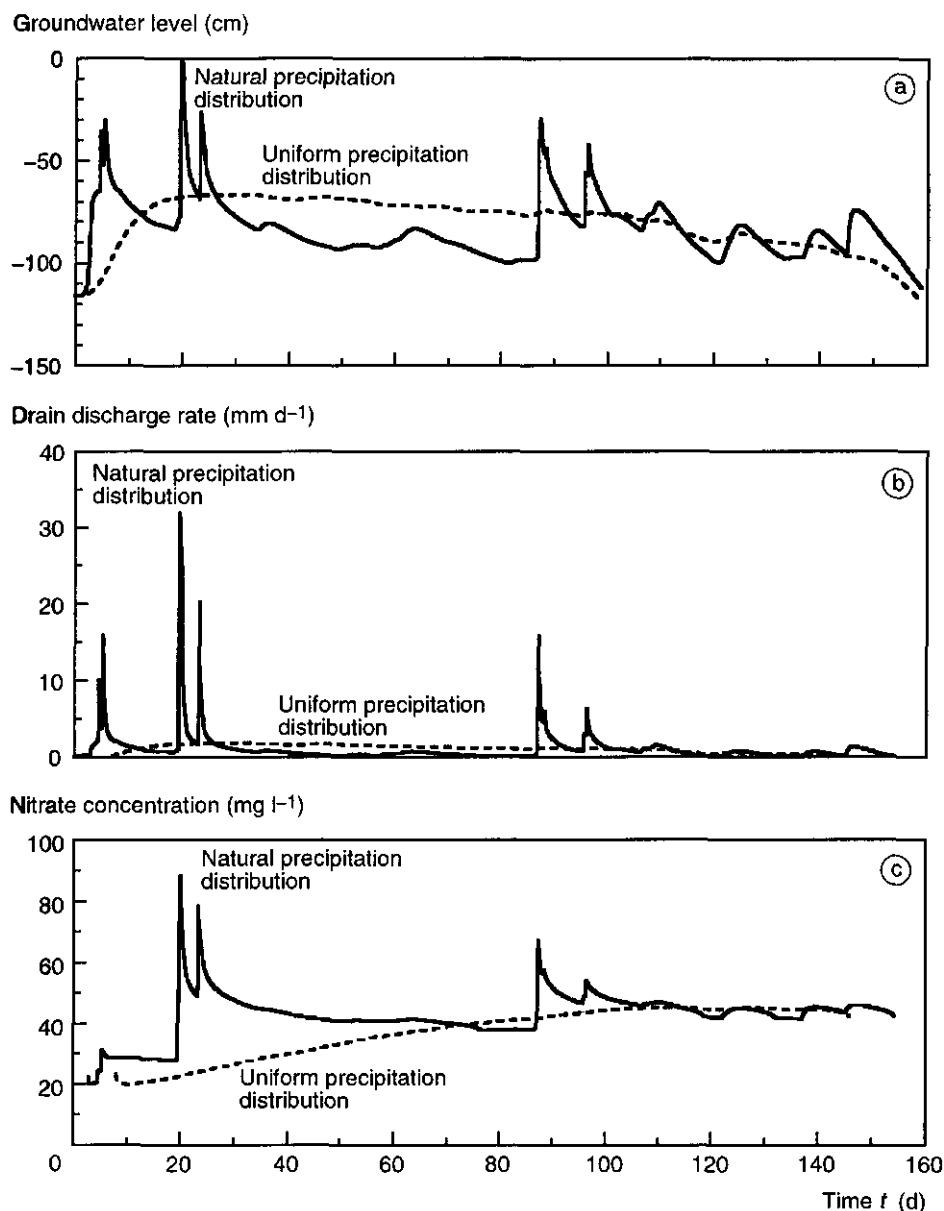 Groundwater level (cm)
0
−50
−100
−150
Natural precipitation
distribution
Uniform precipitation
distribution
a
Drain discharge rate (mm d−1)
40
30
20
10
0
Natural precipitation
distribution
Uniform precipitation
distribution
b
Nitrate concentration (mg l−1)
100
80
60
40
20
Natural precipitation
distribution
Uniform precipitation
distribution
c
0 20 40 60 80 100 120 140 160
Time t (d)